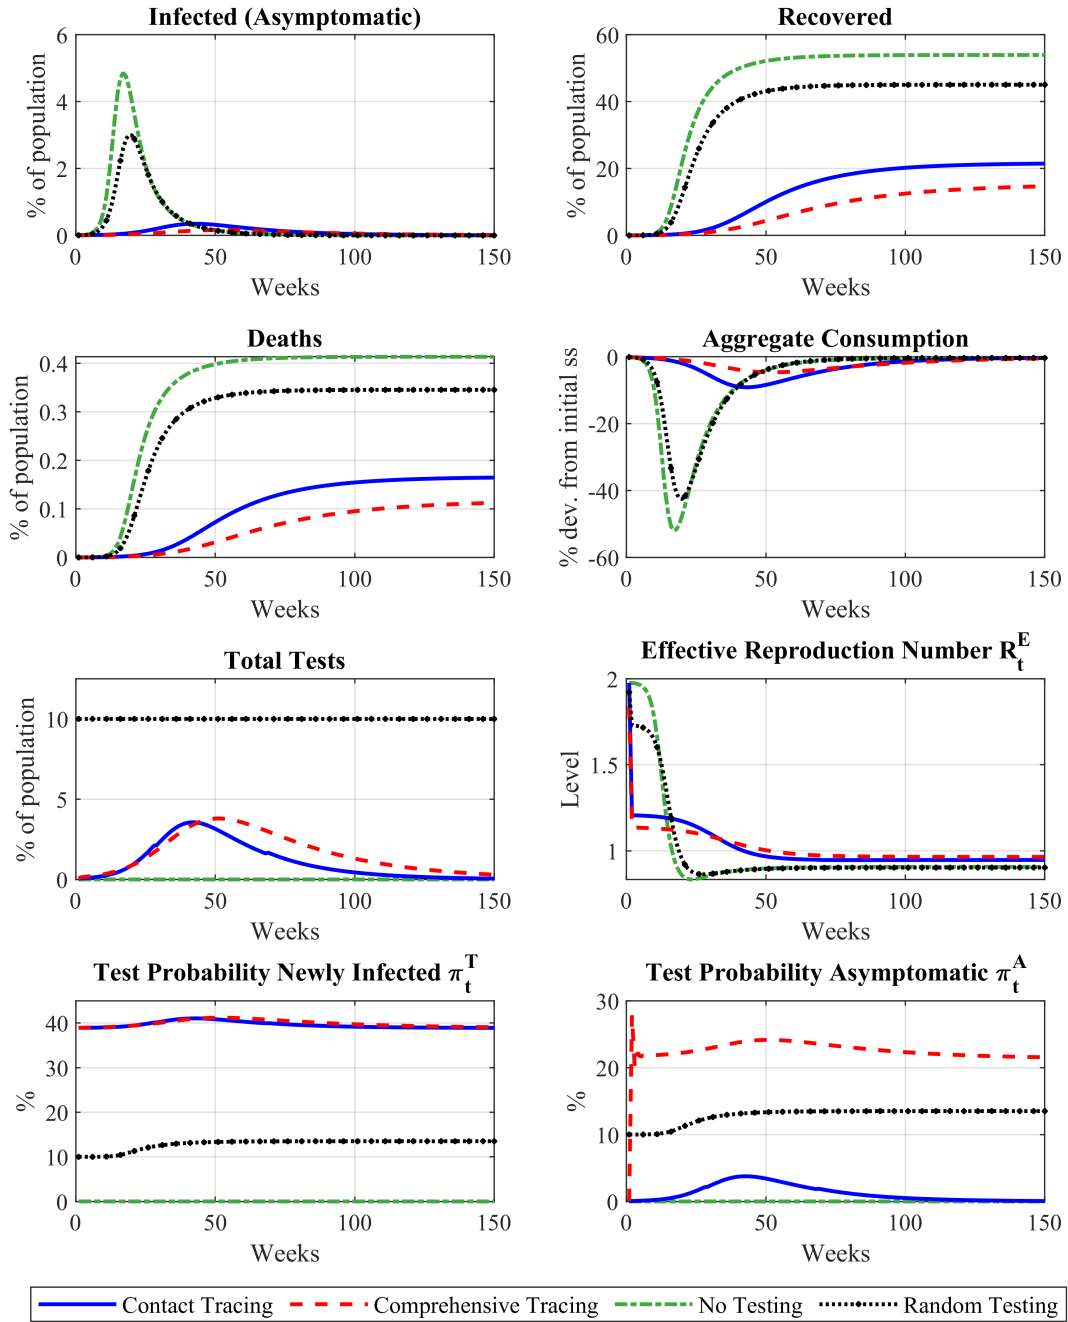 Infected (Asymptomatic)
% of population
6
4
2
0
0 50 100 150
Weeks
Recovered
% of population
60
40
20
0
0 50 100 150
Weeks
Deaths
% of population
0.4
0.3
0.2
0.1
0
0 50 100 150
Weeks
Aggregate Consumption
% dev. from initial ss
0
-20
-40
-60
0 50 100 150
Weeks
Total Tests
% of population
10
5
0
0 50 100 150
Weeks
Effective Reproduction Number R_t^E
Level
2
1.5
1
0 50 100 150
Weeks
Test Probability Newly Infected π_t^T
%
40
30
20
10
0
0 50 100 150
Weeks
Test Probability Asymptomatic π_t^A
%
30
20
10
0
0 50 100 150
Weeks
Contact Tracing Comprehensive Tracing No Testing Random Testing